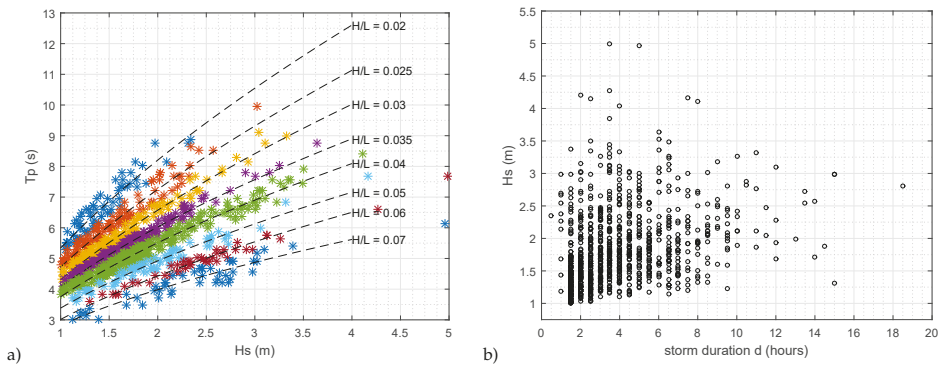 13
12
11
10
9
8
7
6
5
4
3
Tp (s)
1
1.5
2
2.5
3
3.5
4
4.5
5
Hs (m)
H/L = 0.02
H/L = 0.025
H/L = 0.03
H/L = 0.035
H/L = 0.04
H/L = 0.05
H/L = 0.06
H/L = 0.07
a)
5.5
5
4.5
4
3.5
3
2.5
2
1.5
1
Hs (m)
0
2
4
6
8
10
12
14
16
18
20
storm duration d (hours)
b)